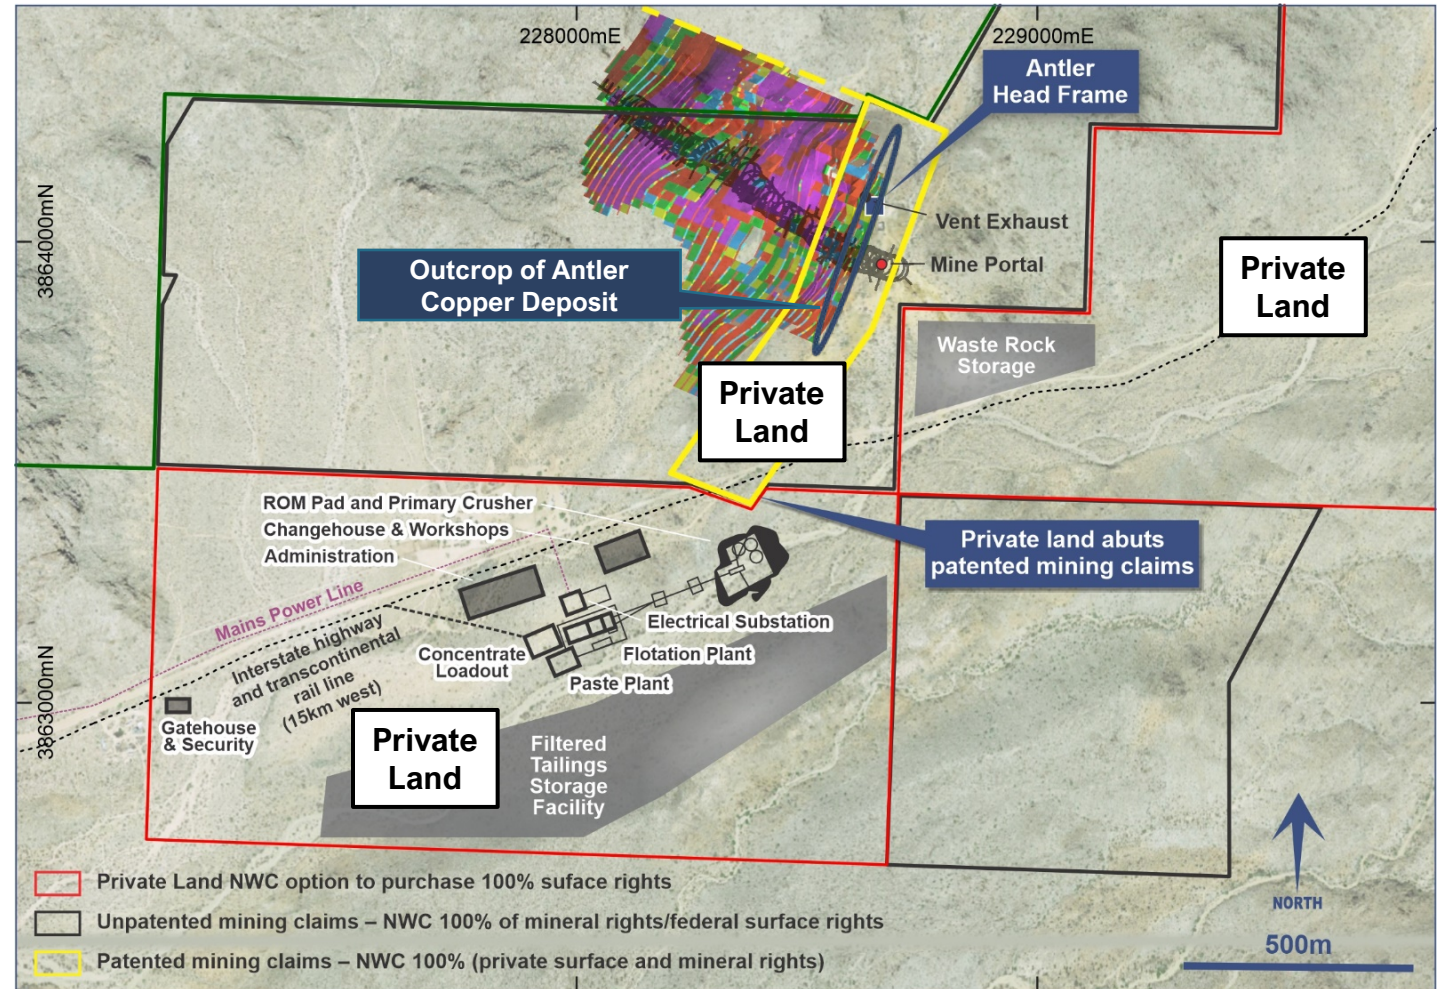 228000mE
229000mE
Antler
Head Frame
3864000mN
Vent Exhaust
Mine Portal
Outcrop of Antler
Copper Deposit
Private
Land
Waste Rock
Storage
Private
Land
ROM Pad and Primary Crusher
Changehouse & Workshops
Administration
Private land abuts
patented mining claims
Mains Power Line
Interstate highway
and transcontinental
rail line
(15km west)
Electrical Substation
Concentrate
Loadout
Flotation Plant
Paste Plant
3863000mN
Gatehouse
& Security
Private
Land
Filtered
Tailings
Storage
Facility
Private Land NWC option to purchase 100% suface rights
Unpatented mining claims – NWC 100% of mineral rights/federal surface rights
Patented mining claims – NWC 100% (private surface and mineral rights)
NORTH
500m